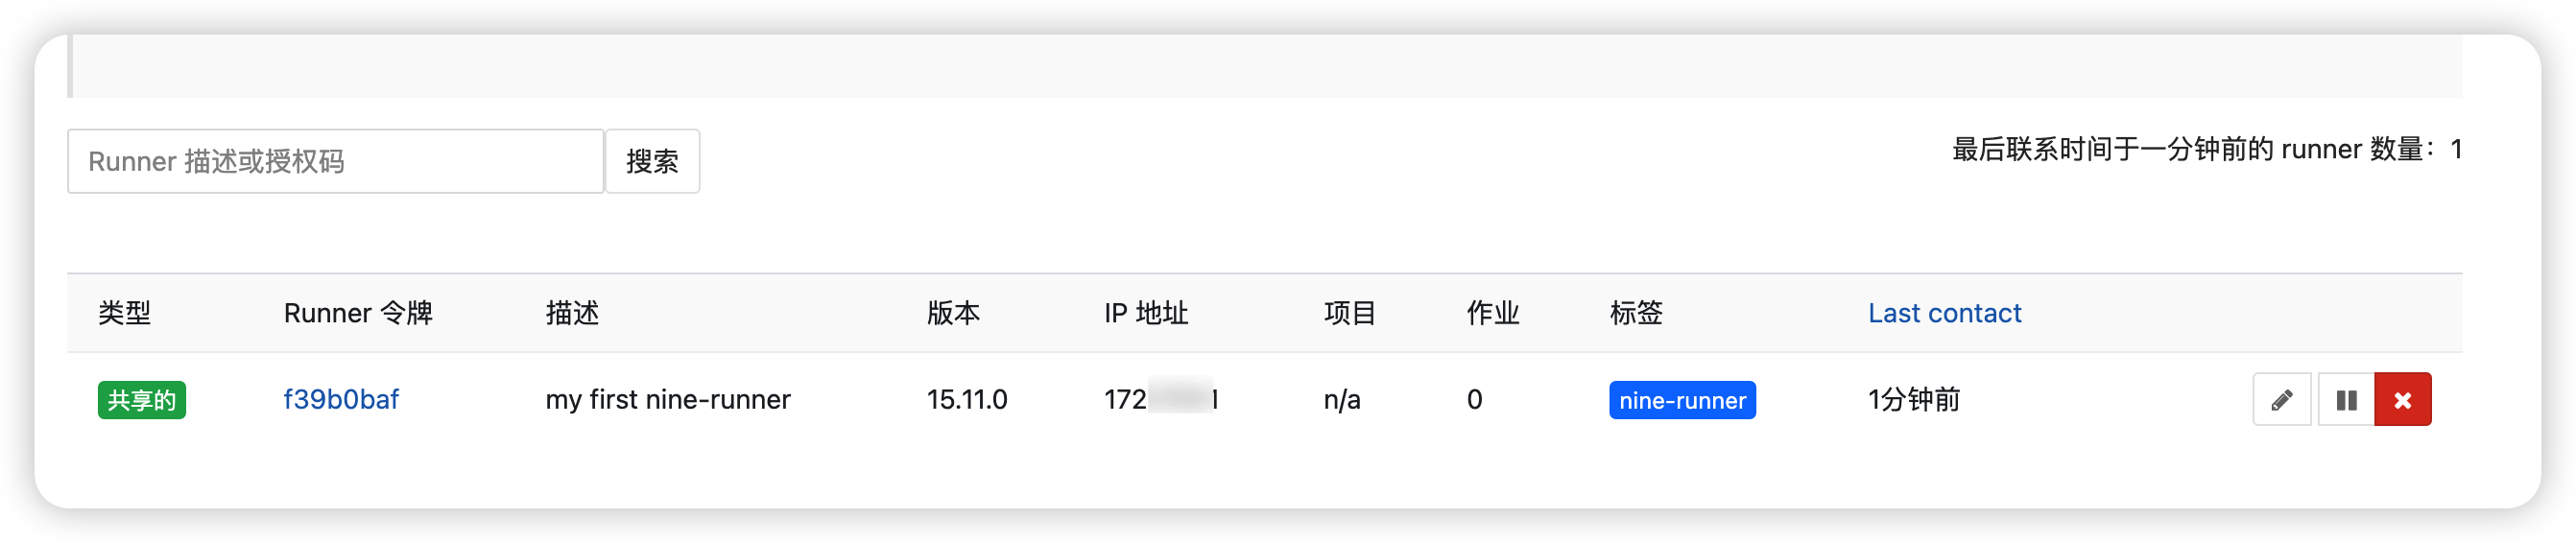 Runner 描述或授权码 搜索 最后联系时间于一分钟前的 runner 数量：1
类型 Runner 令牌 描述 版本 IP 地址 项目 作业 标签 Last contact
共享的 f39b0baf my first nine-runner 15.11.0 172 n/a 0 nine-runner 1分钟前